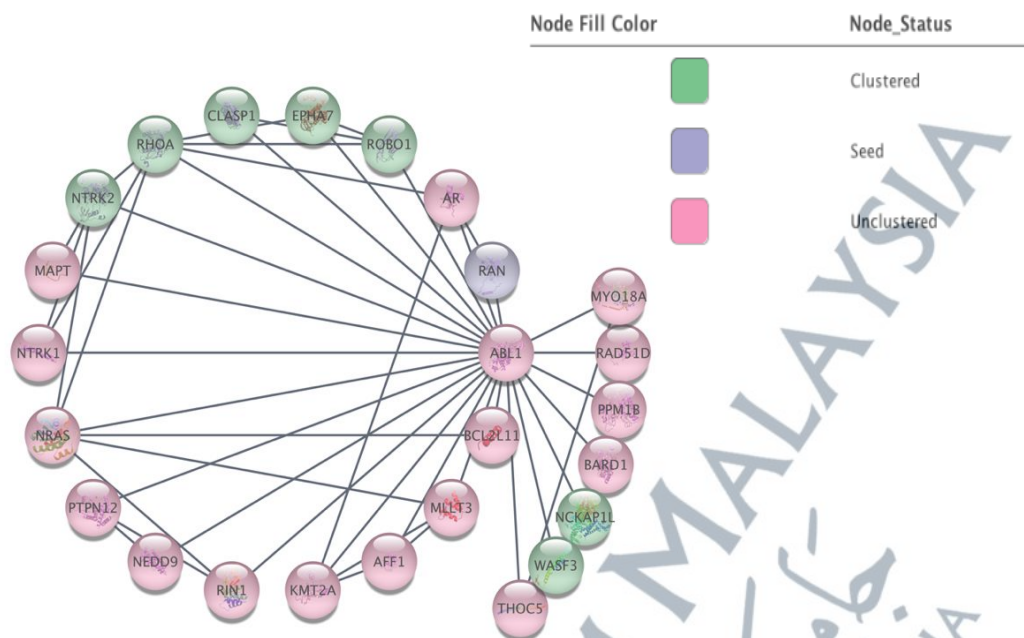 Node Fill Color Node_Status
Clustered
Seed
Unclustered
CLASP1
EPHA7
RHOA
ROBO1
NTRK2
AR
MAPT
RAN
MYO18A
NTRK1
ABL1
RAD51D
PPM1B
NRAS
BCL2L11
BARD1
PTPN12
MLLT3
NCKAP1L
NEDD9
AFF1
WASF3
RIN1
KMT2A
THOC5
MALAYSIA